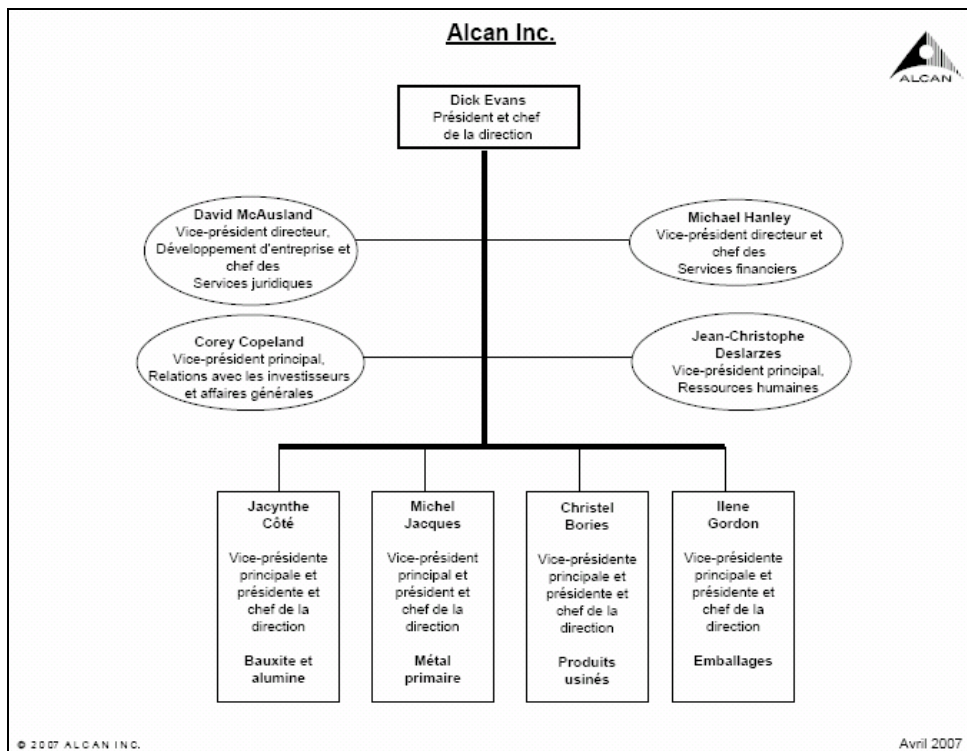 Alcan Inc.
ALCAN
Dick Evans
Président et chef
de la direction
David McAusland
Vice-président directeur,
Développement d'entreprise et
chef des
Services juridiques
Michael Hanley
Vice-président directeur et
chef des
Services financiers
Corey Copeland
Vice-président principal,
Relations avec les investisseurs
et affaires générales
Jean-Christophe
Deslarzes
Vice-président principal,
Ressources humaines
Jacynthe
Côté
Vice-présidente
principale et
présidente et
chef de la
direction
Bauxite et
alumine
Michel
Jacques
Vice-président
principal et
président et
chef de la
direction
Métal
primaire
Christel
Bories
Vice-présidente
principale et
présidente et
chef de la
direction
Produits
usinés
Ilene
Gordon
Vice-présidente
principale et
présidente et
chef de la
direction
Emballages
© 2007 ALCAN INC.
Avril 2007